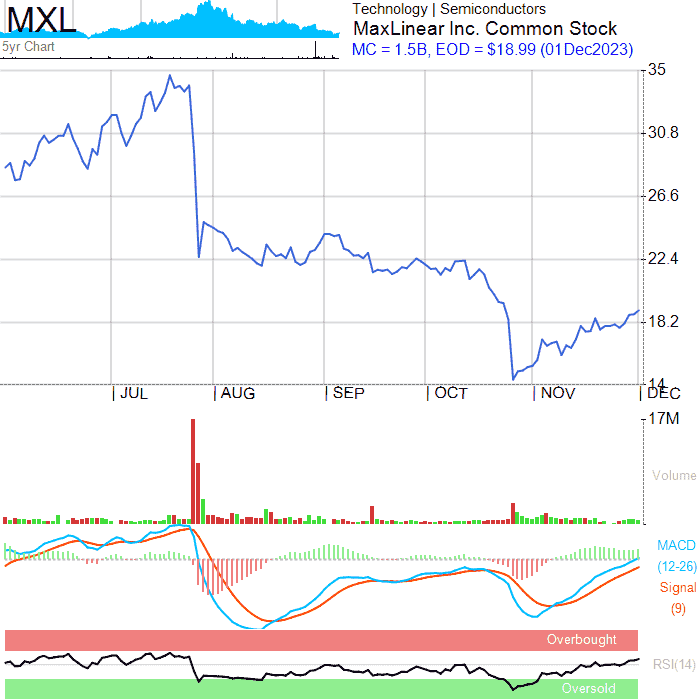 MXL
5yr Chart
Technology | Semiconductors
MaxLinear Inc. Common Stock
MC = 1.5B, EOD = $18.99 (01Dec2023)
35
30.8
26.6
22.4
18.2
14
JUL AUG SEP OCT NOV DEC
17M
Volume
MACD
(12-26)
Signal
(9)
Overbought
RSI(14)
Oversold